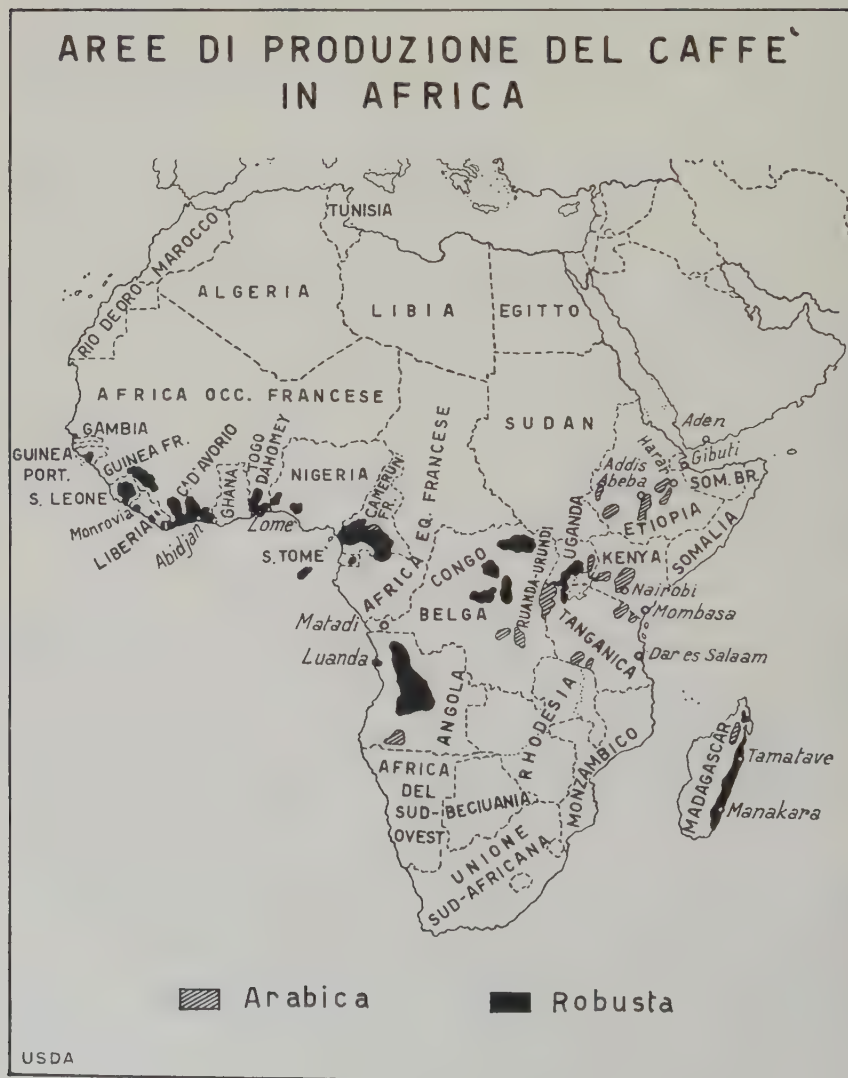 AREE DI PRODUZIONE DEL CAFFE`
IN AFRICA
TUNISIA
MAROCCO
ALGERIA
LIBIA
EGITTO
RIO DE ORO
AFRICA OCC. FRANCESE
SUDAN
Aden
Gibuti
GAMBIA
GUINEA
PORT.
GUINEA FR.
S. LEONE
Monrovia
LIBERIA
C. D'AVORIO
Abidjan
GHANA
TOGO
DAHOMEY
Lome
NIGERIA
CAMERUN
FR.
AFRICA EQ. FRANCESE
Addis
Abeba
Harar
SOM. BR.
ETIOPIA
SOMALIA
S. TOME'
CONGO
BELGA
RUANDA-URUNDI
UGANDA
KENYA
Nairobi
Mombasa
TANGANICA
Dar es Salaam
Matadi
Luanda
ANGOLA
RHODESIA
MONZAMBICO
MADAGASCAR
Tamatave
Manakara
AFRICA
DEL
SUD-
OVEST
BECIUANIA
UNIONE
SUD-AFRICANA
Arabica
Robusta
USDA